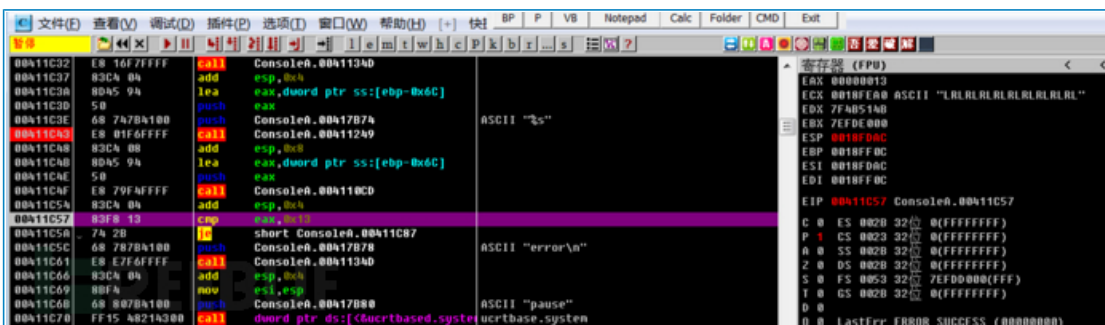 文件(F) 查看(V) 调试(D) 插件(P) 选项(T) 窗口(W) 帮助(H) [+] 快 BP P VB Notepad Calc Folder CMD Exit
暂停 l e m t w h c P k b r ... s ?
00411C32 E8 16F7FFFF call ConsoleA.0041134D
00411C37 83C4 04 add esp,0x4
00411C3A 8D45 94 lea eax,dword ptr ss:[ebp-0x6C]
00411C3D 50 push eax
00411C3E 68 747B4100 push ConsoleA.00417B74 ASCII "%s"
00411C43 E8 01F6FFFF call ConsoleA.00411249
00411C48 83C4 08 add esp,0x8
00411C4B 8D45 94 lea eax,dword ptr ss:[ebp-0x6C]
00411C4E 50 push eax
00411C4F E8 79F4FFFF call ConsoleA.004110CD
00411C54 83C4 04 add esp,0x4
00411C57 83F8 13 cmp eax,0x13
00411C5A 74 2B je short ConsoleA.00411C87
00411C5C 68 787B4100 push ConsoleA.00417B78 ASCII "error\n"
00411C61 E8 E7F6FFFF call ConsoleA.0041134D
00411C66 83C4 04 add esp,0x4
00411C69 8BF4 mov esi,esp
00411C6B 68 807B4100 push ConsoleA.00417B80 ASCII "pause"
00411C70 FF15 48214300 call dword ptr ds:[<&ucrtbased.syste ucrtbase.system
寄存器 (FPU) < <
EAX 00000013
ECX 0018FEA0 ASCII "LRLRLRLRLRLRLRLRLRL"
EDX 7F4B514B
EBX 7EFDE000
ESP 0018FDAC
EBP 0018FF0C
ESI 0018FDAC
EDI 0018FF0C
EIP 00411C57 ConsoleA.00411C57
C 0 ES 002B 32位 0(FFFFFFFF)
P 1 CS 0023 32位 0(FFFFFFFF)
A 0 SS 002B 32位 0(FFFFFFFF)
Z 0 DS 002B 32位 0(FFFFFFFF)
S 0 FS 0053 32位 7EFDD000(FFF)
T 0 GS 002B 32位 0(FFFFFFFF)
D 0
O 0 LastErr ERROR_SUCCESS (00000000)